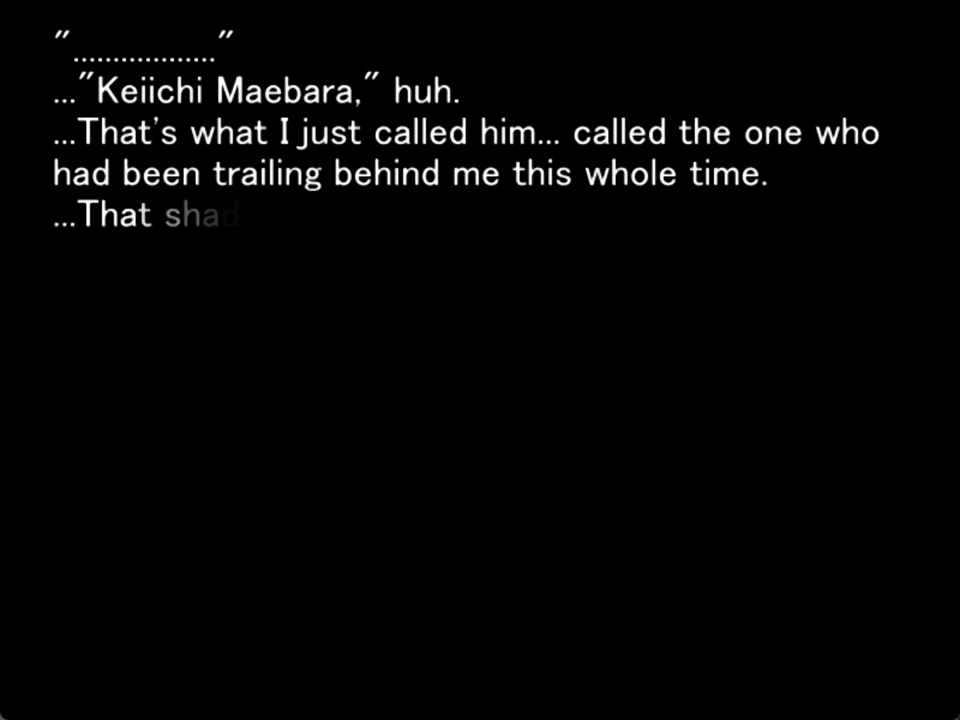 ".................."
..."Keiichi Maebara," huh.
...That's what I just called him... called the one who
had been trailing behind me this whole time.
...That shad